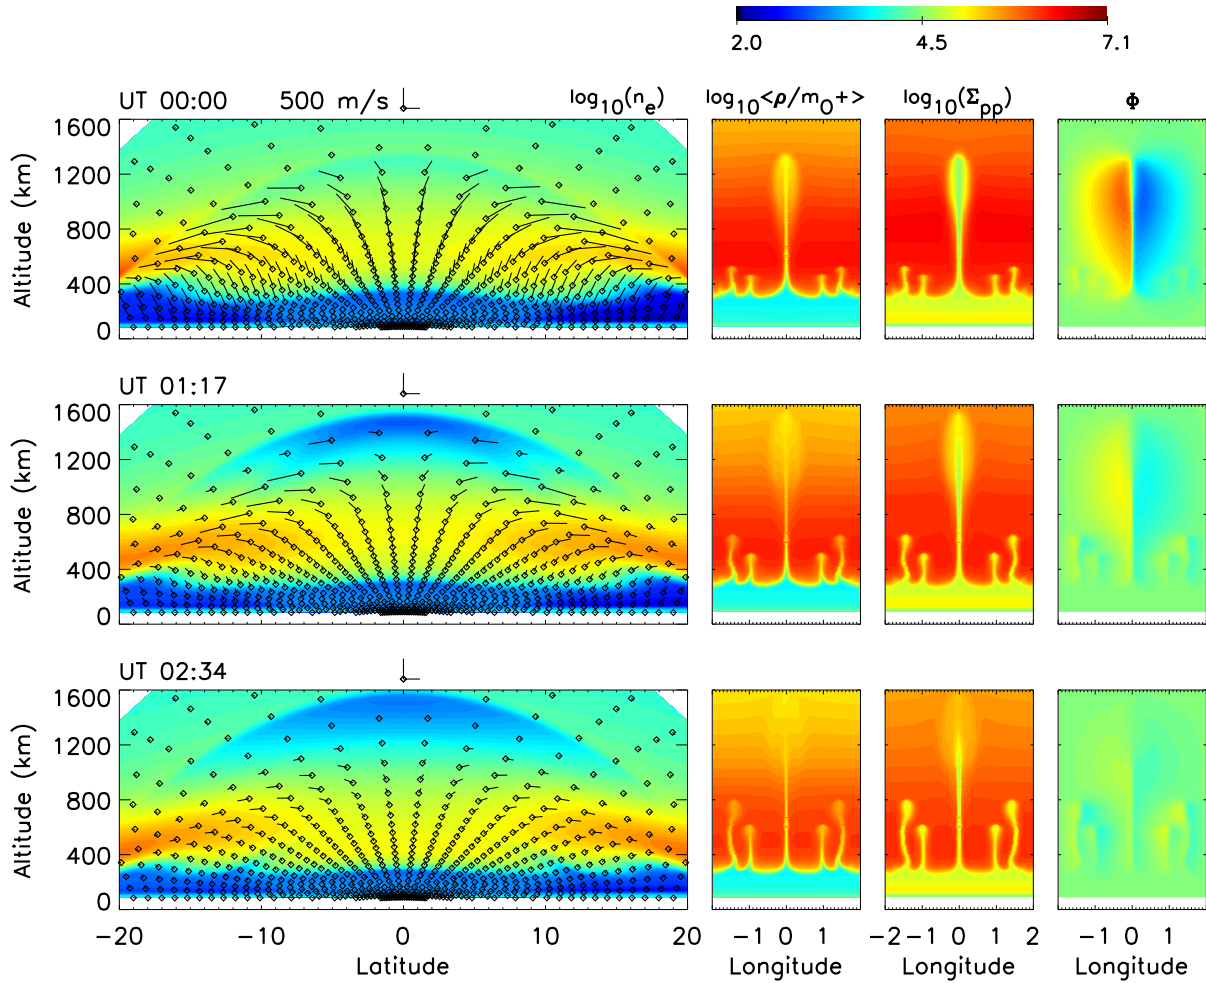 2.0 4.5 7.1
UT 00:00 500 m/s log10(ne) log10<ρ/mO+> log10(Σpp) Φ
1600
1200
800
400
0
Altitude (km)
UT 01:17
1600
1200
800
400
0
Altitude (km)
UT 02:34
1600
1200
800
400
0
Altitude (km)
−20 −10 0 10 20 −1 0 1 −2 −1 0 1 2 −1 0 1
Latitude Longitude Longitude Longitude